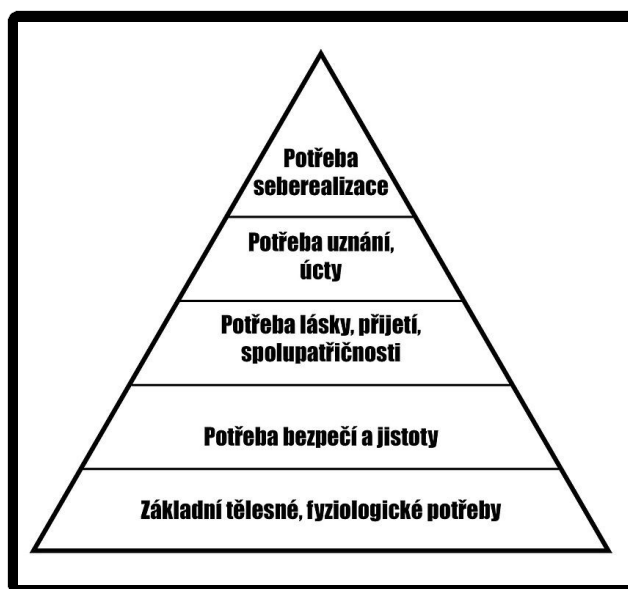 Potřeba
seberealizace
Potřeba uznání,
úcty
Potřeba lásky, přijetí,
spolupatřičnosti
Potřeba bezpečí a jistoty
Základní tělesné, fyziologické potřeby